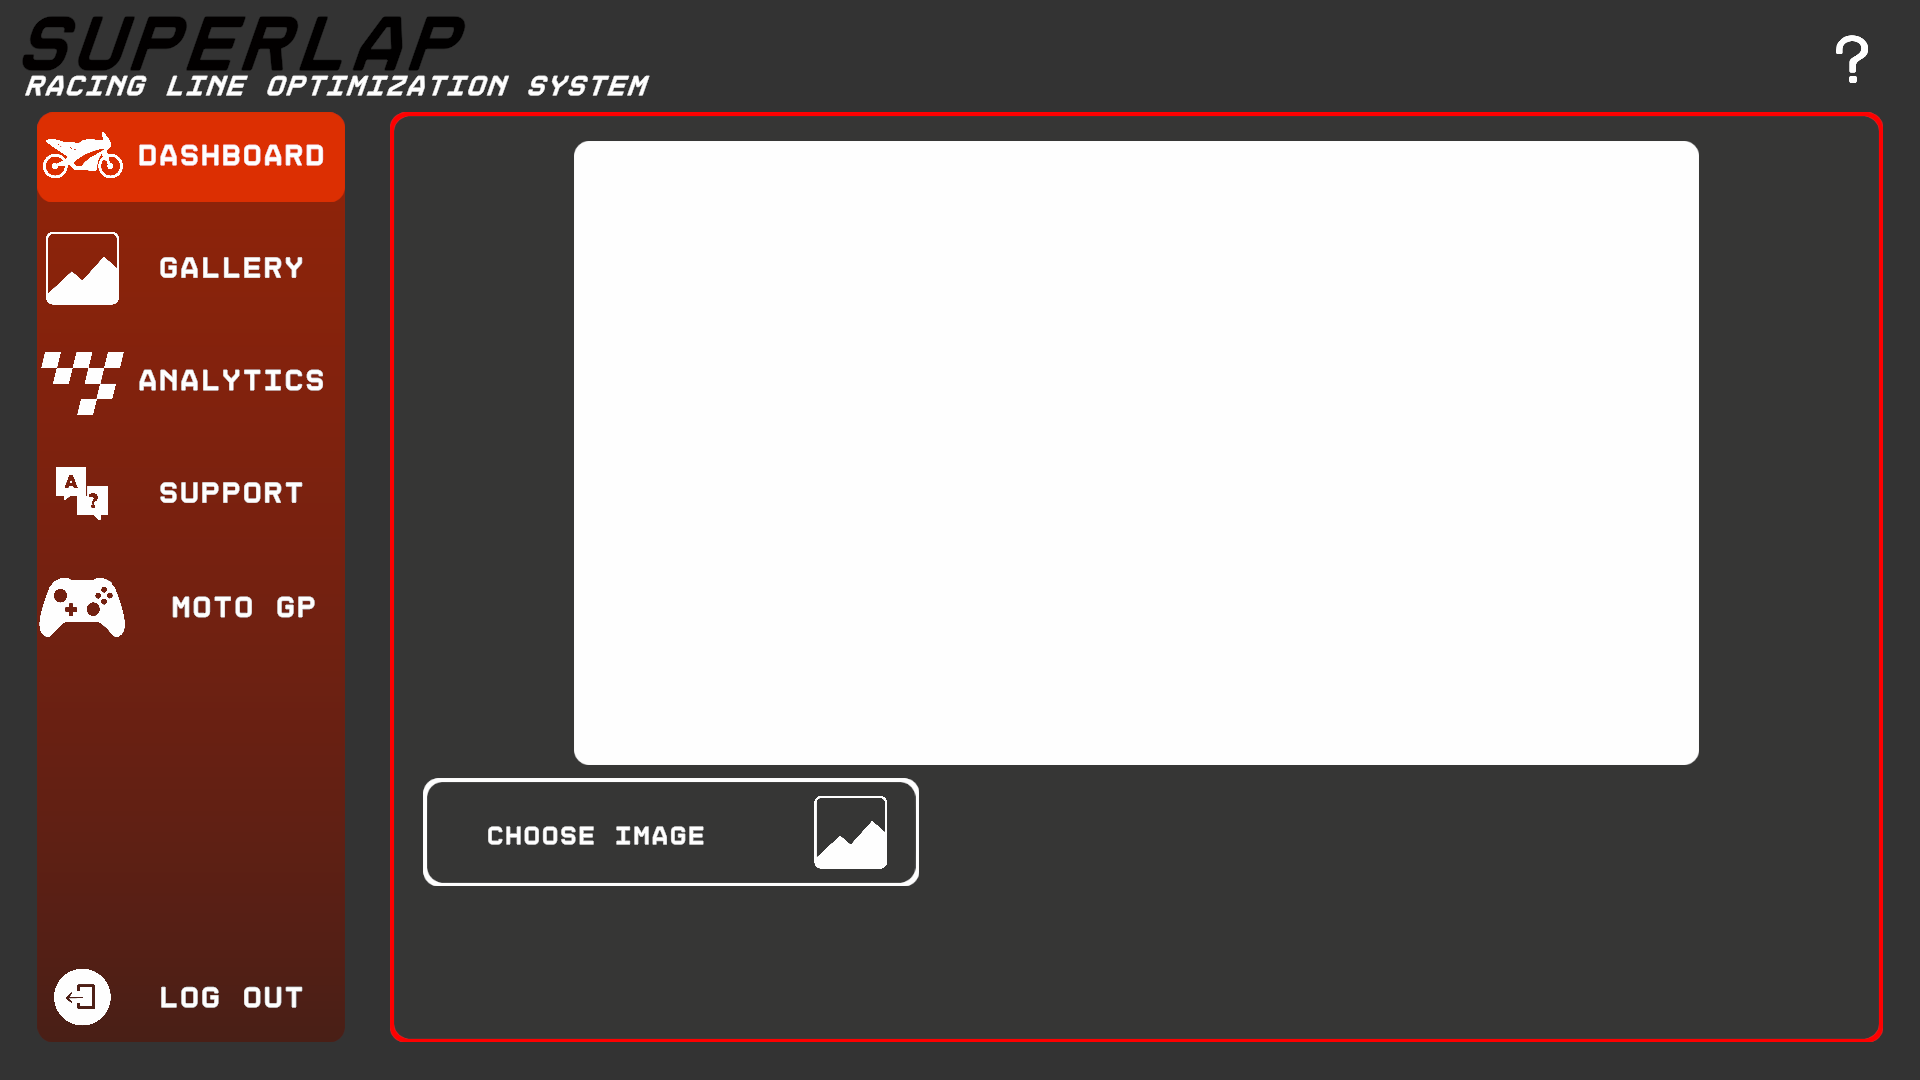 SUPERLAP
RACING LINE OPTIMIZATION SYSTEM
?
DASHBOARD
GALLERY
ANALYTICS
A
?
SUPPORT
MOTO GP
LOG OUT
CHOOSE IMAGE